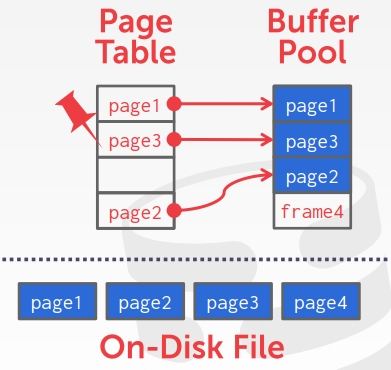 Page
Table
Buffer
Pool
page1
page3
page2
page1
page3
page2
frame4
page1 page2 page3 page4
On-Disk File